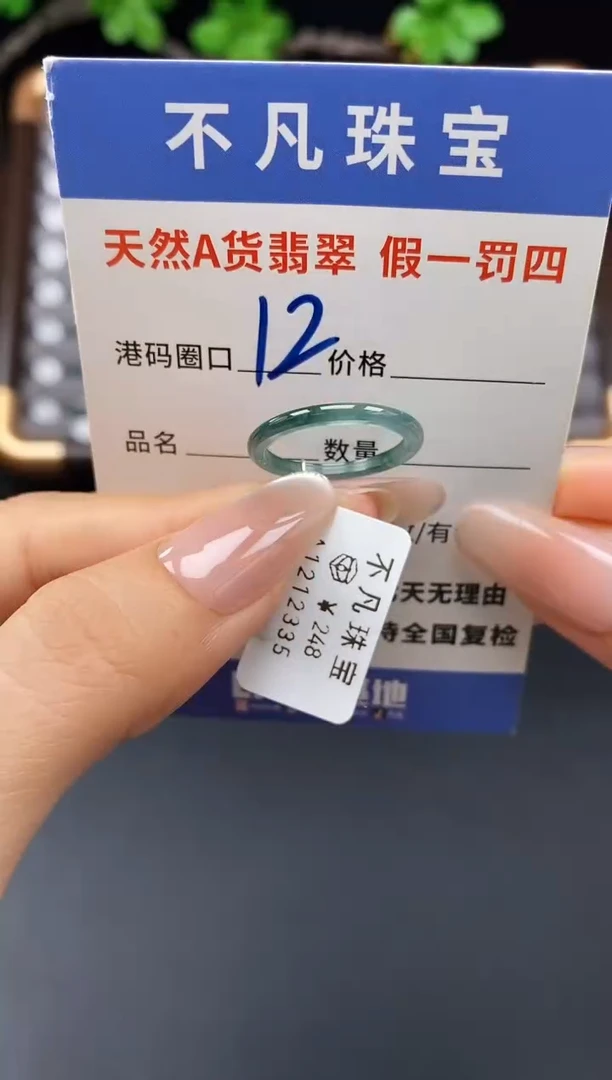 不凡珠宝
天然A货翡翠 假一罚四
港码圈口 12 价格
品名 数量
/有
天无理由
持全国复检
基地
不凡珠宝
¥248
11212335